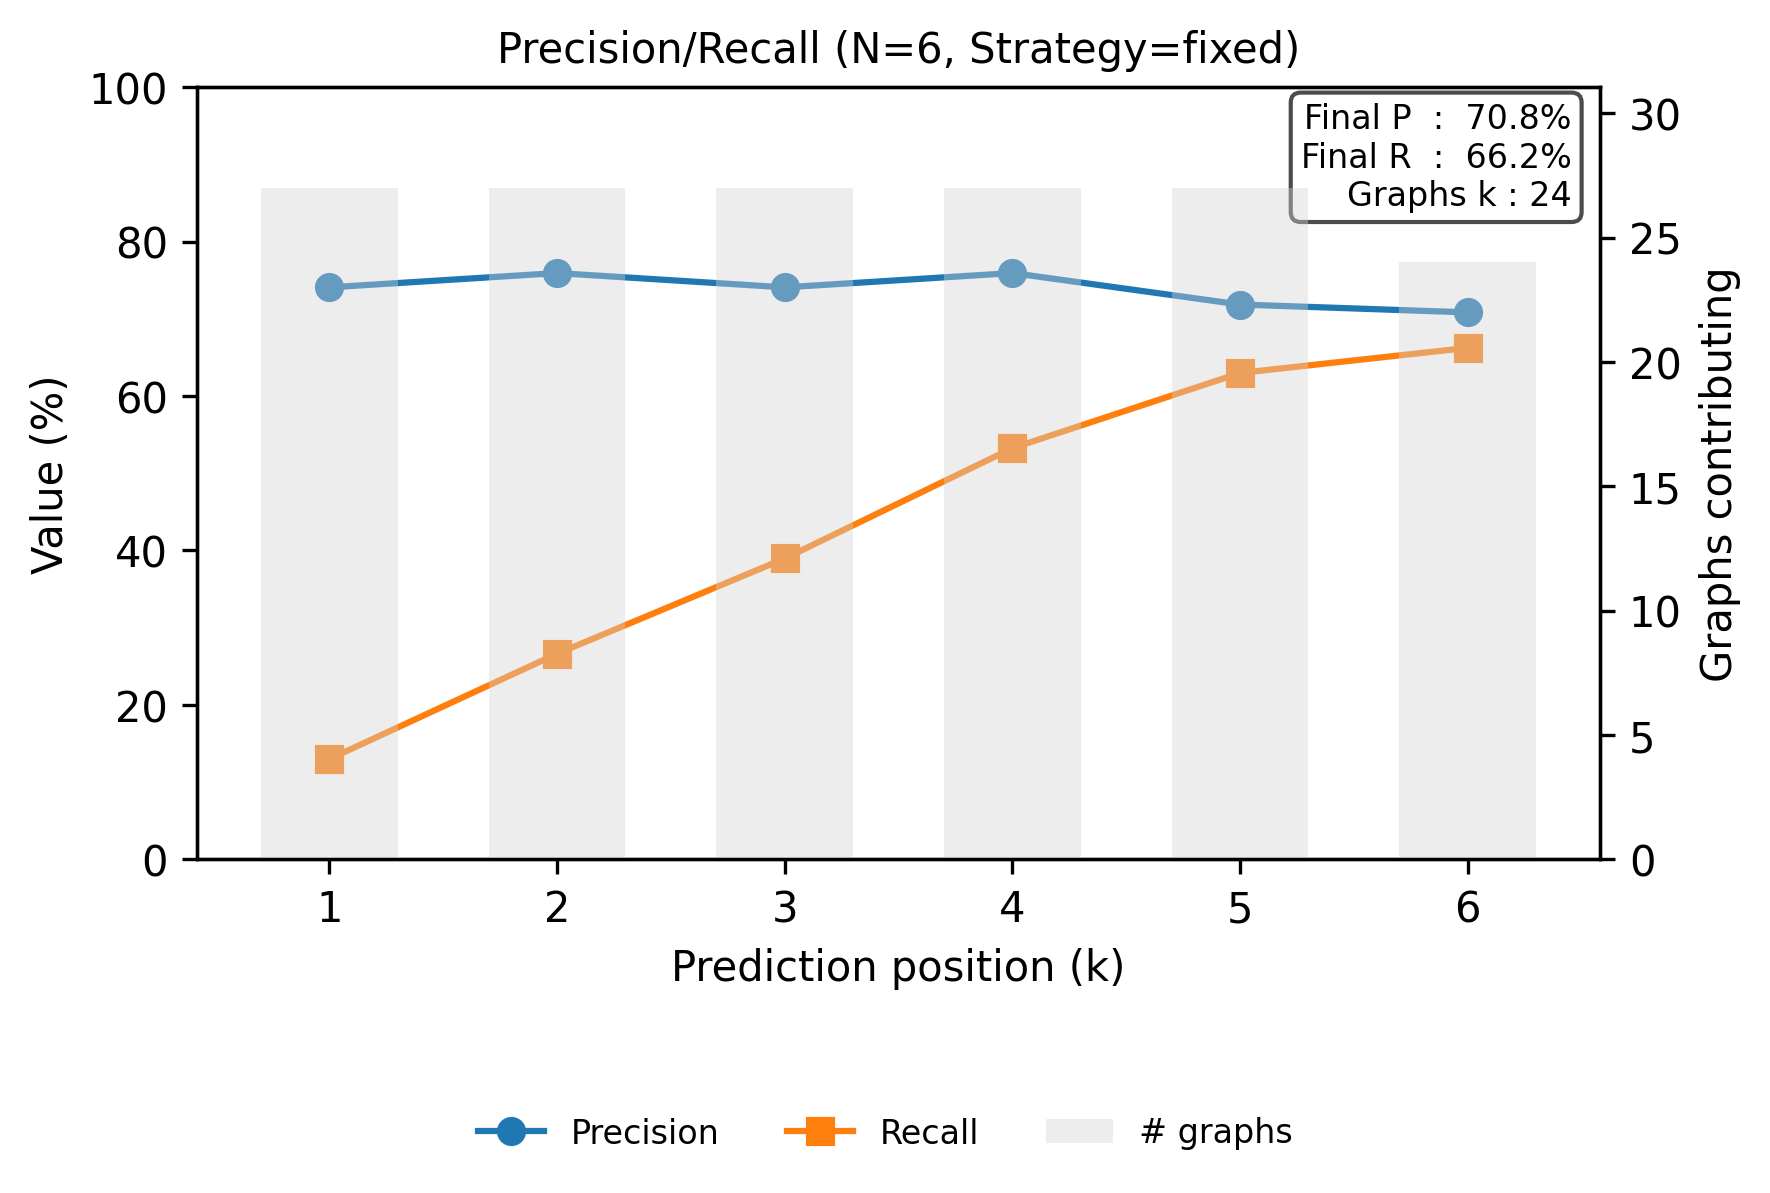 Precision/Recall (N=6, Strategy=fixed)
Final P : 70.8%
Final R : 66.2%
Graphs k : 24
100
80
60
40
20
0
Value (%)
30
25
20
15
10
5
0
Graphs contributing
1 2 3 4 5 6
Prediction position (k)
Precision Recall # graphs